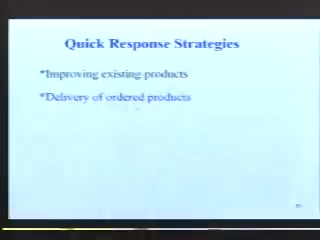 Quick Response Strategies
*Improving existing products
*Delivery of ordered products